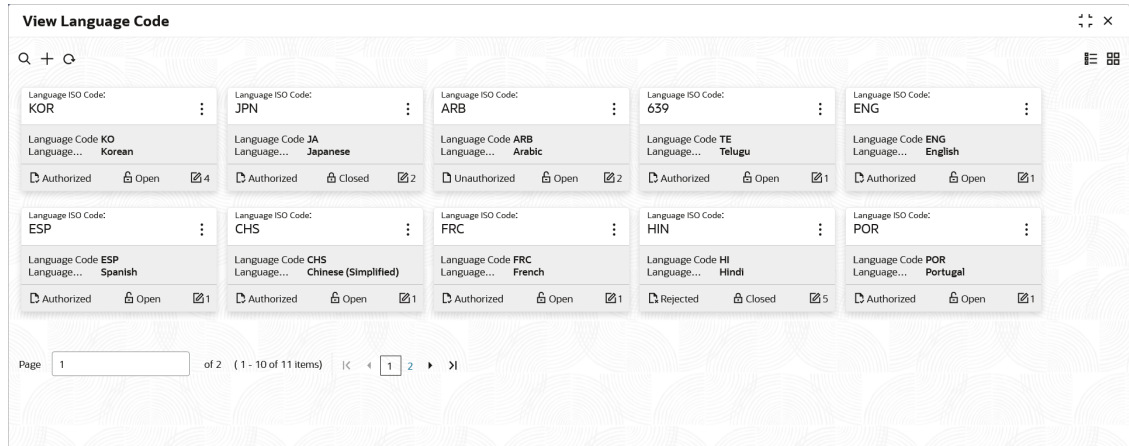 View Language Code
Language ISO Code: Language ISO Code: Language ISO Code: Language ISO Code: Language ISO Code:
KOR JPN ARB 639 ENG
Language Code KO Language Code JA Language Code ARB Language Code TE Language Code ENG
Language... Korean Language... Japanese Language... Arabic Language... Telugu Language... English
Authorized Open 4 Authorized Closed 2 Unauthorized Open 2 Authorized Open 1 Authorized Open 1
Language ISO Code: Language ISO Code: Language ISO Code: Language ISO Code: Language ISO Code:
ESP CHS FRC HIN POR
Language Code ESP Language Code CHS Language Code FRC Language Code HI Language Code POR
Language... Spanish Language... Chinese (Simplified) Language... French Language... Hindi Language... Portugal
Authorized Open 1 Authorized Open 1 Authorized Open 1 Rejected Closed 5 Authorized Open 1
Page 1 of 2 (1 - 10 of 11 items) 1 2